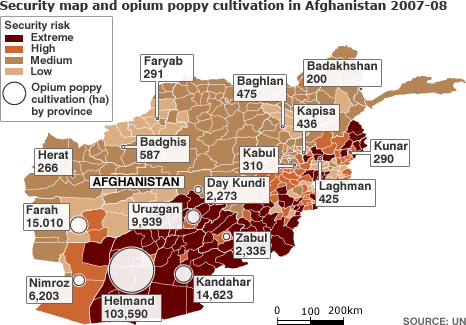 Security map and opium poppy cultivation in Afghanistan 2007-08
Security risk
Extreme
High
Medium
Low
Opium poppy
cultivation (ha)
by province
Faryab
291
Badakhshan
200
Baghlan
475
Kapisa
436
Badghis
587
Kabul
310
Kunar
290
Herat
266
AFGHANISTAN
Day Kundi
2,273
Laghman
425
Farah
15.010
Uruzgan
9,939
Zabul
2,335
Nimroz
6,203
Kandahar
14,623
Helmand
103,590
0 100 200km
SOURCE: UN